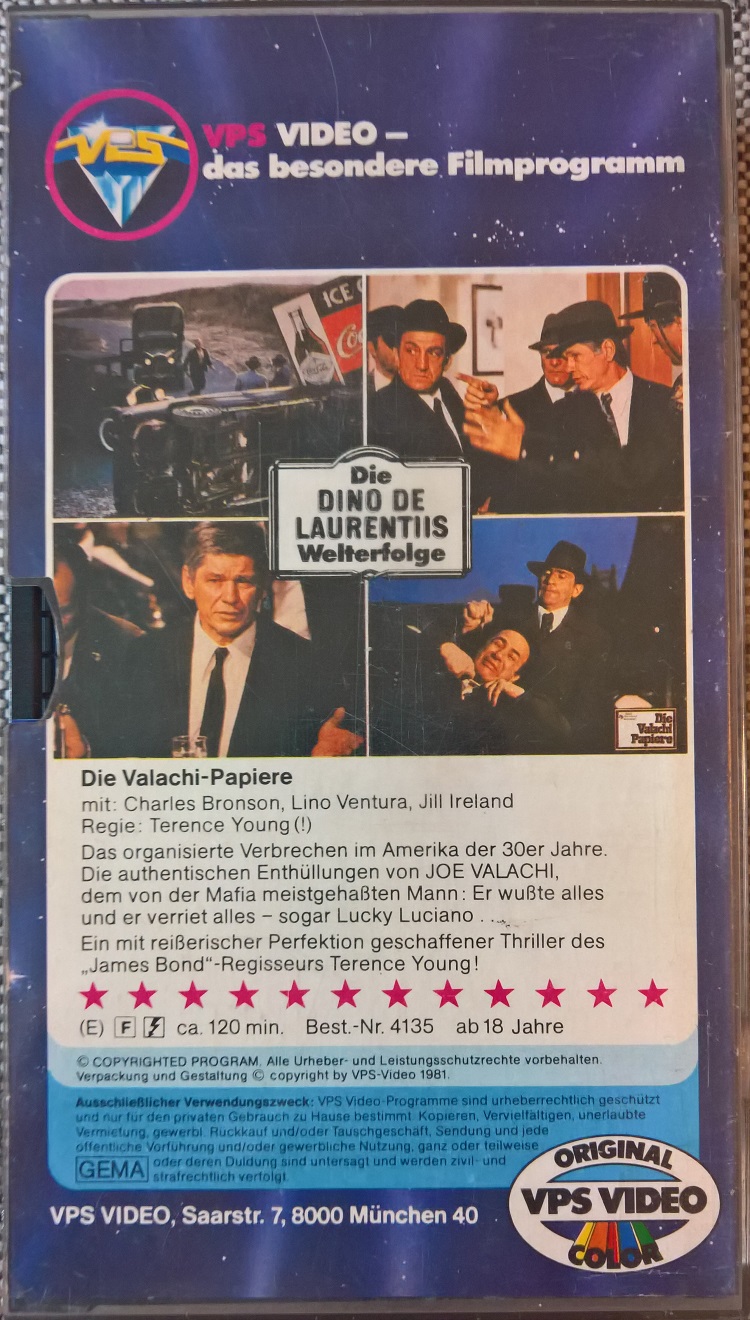 VPS
VPS VIDEO –
das besondere Filmprogramm
ICE
Coc
Coca-Cola
Die
DINO DE
LAURENTIIS
Welterfolge
Die
Valachi
Papiere
Die Valachi-Papiere
mit: Charles Bronson, Lino Ventura, Jill Ireland
Regie: Terence Young (!)
Das organisierte Verbrechen im Amerika der 30er Jahre.
Die authentischen Enthüllungen von JOE VALACHI,
dem von der Mafia meistgehaßten Mann: Er wußte alles
und er verriet alles – sogar Lucky Luciano . . .
Ein mit reißerischer Perfektion geschaffener Thriller des
„James Bond“-Regisseurs Terence Young!
(E) F ca. 120 min. Best.-Nr. 4135 ab 18 Jahre
© COPYRIGHTED PROGRAM. Alle Urheber- und Leistungsschutzrechte vorbehalten.
Verpackung und Gestaltung © copyright by VPS-Video 1981.
Ausschließlicher Verwendungszweck: VPS Video-Programme sind urheberrechtlich geschützt
und nur für den privaten Gebrauch zu Hause bestimmt. Kopieren, Vervielfältigen, unerlaubte
Vermietung, gewerbl. Rückkauf und/oder Tauschgeschäft, Sendung und jede
öffentliche Vorführung und/oder gewerbliche Nutzung, ganz oder teilweise
GEMA oder deren Duldung sind untersagt und werden zivil- und
strafrechtlich verfolgt.
VPS VIDEO, Saarstr. 7, 8000 München 40
ORIGINAL
VPS VIDEO
COLOR